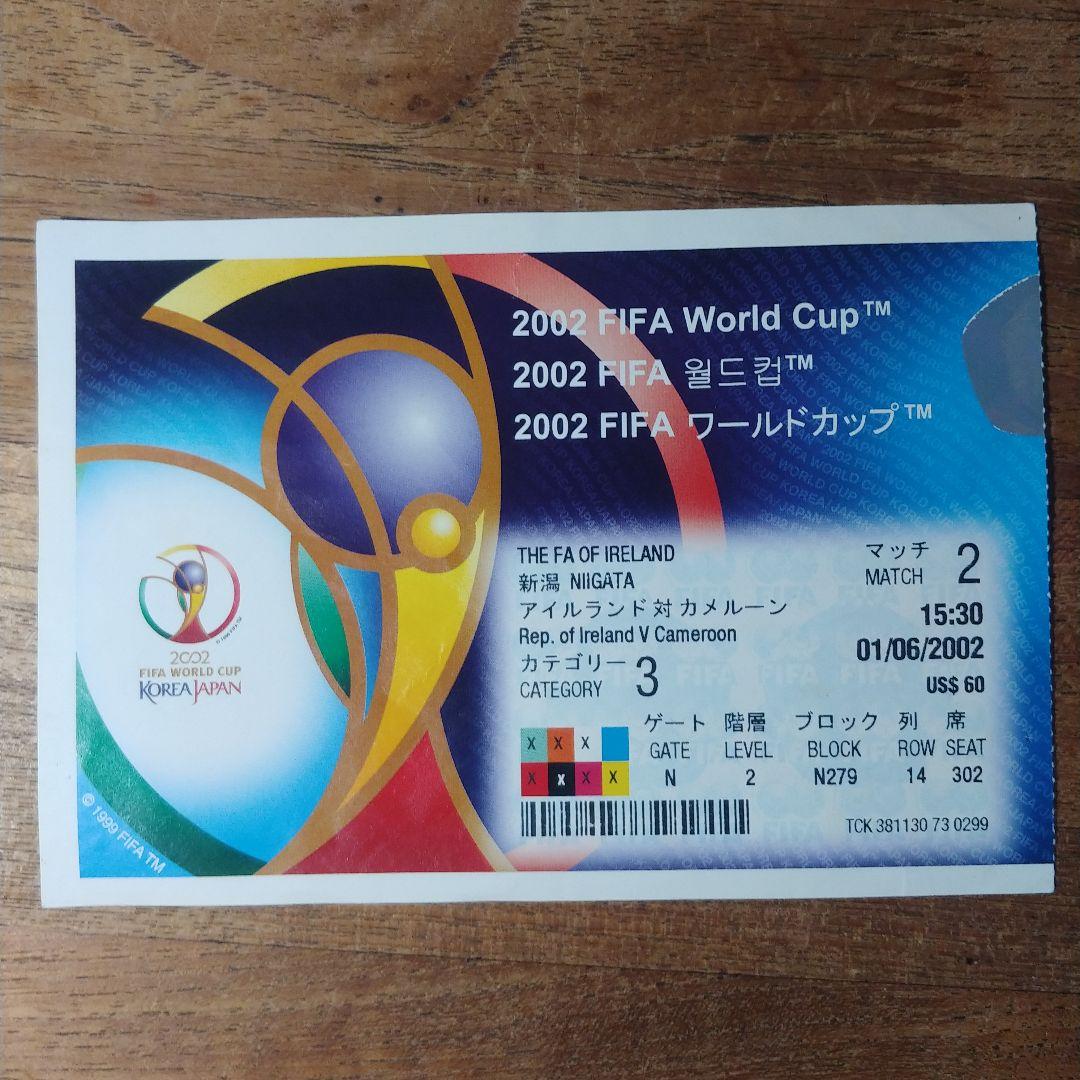 2002 FIFA World Cup™
2002 FIFA 월드컵™
2002 FIFA ワールドカップ™
THE FA OF IRELAND
新潟 NIIGATA
アイルランド 対 カメルーン
Rep. of Ireland V Cameroon
カテゴリー
CATEGORY 3
マッチ
MATCH 2
15:30
01/06/2002
US$ 60
ゲート 階層 ブロック 列 席
GATE LEVEL BLOCK ROW SEAT
N 2 N279 14 302
X X X
X X X X
TCK 381130 73 0299
© 1999 FIFA TM
2002
FIFA WORLD CUP
KOREA JAPAN
© 1999 FIFA TM